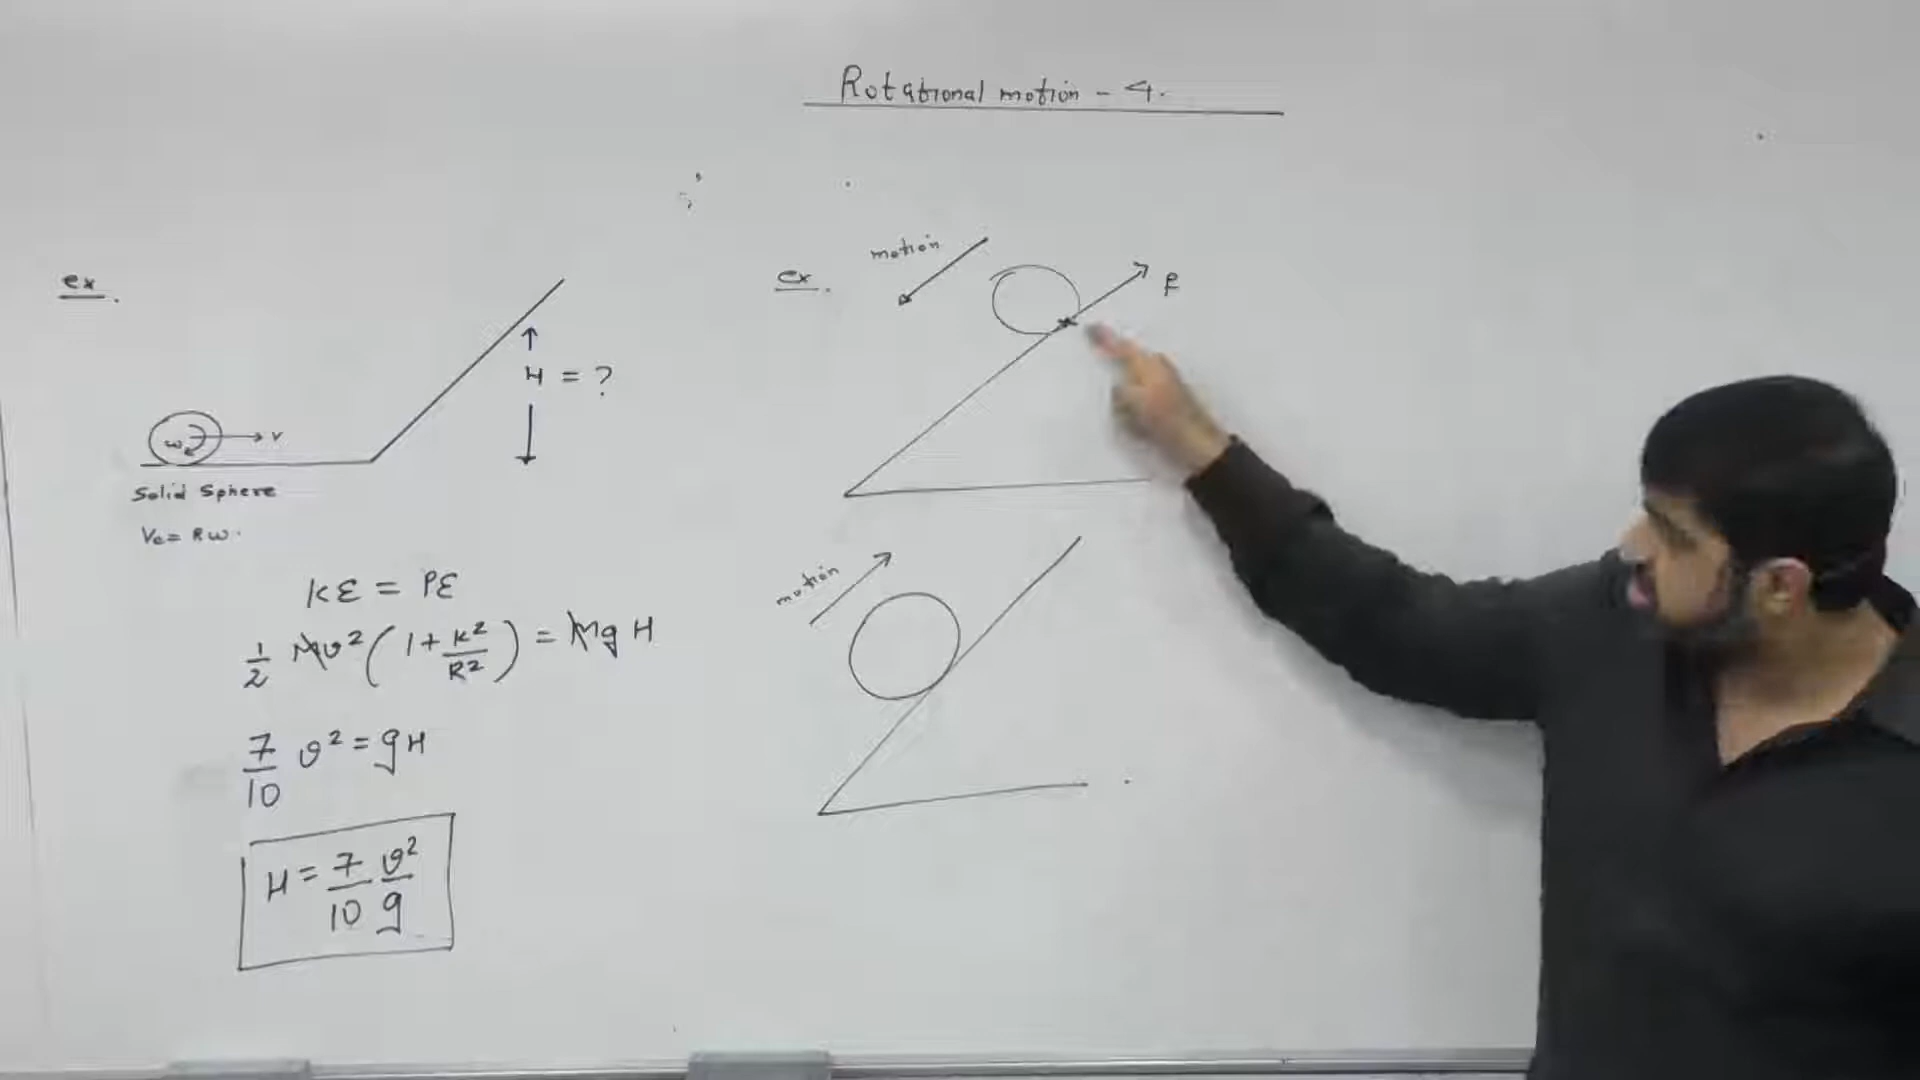 Rotational motion - 4.
ex.
H = ?
ω
v
Solid Sphere
Vc = Rω.
KE = PE
1/2 Mv²(1 + K²/R²) = MgH
7/10 v² = gH
H = 7/10 v²/g
ex.
motion
f
motion